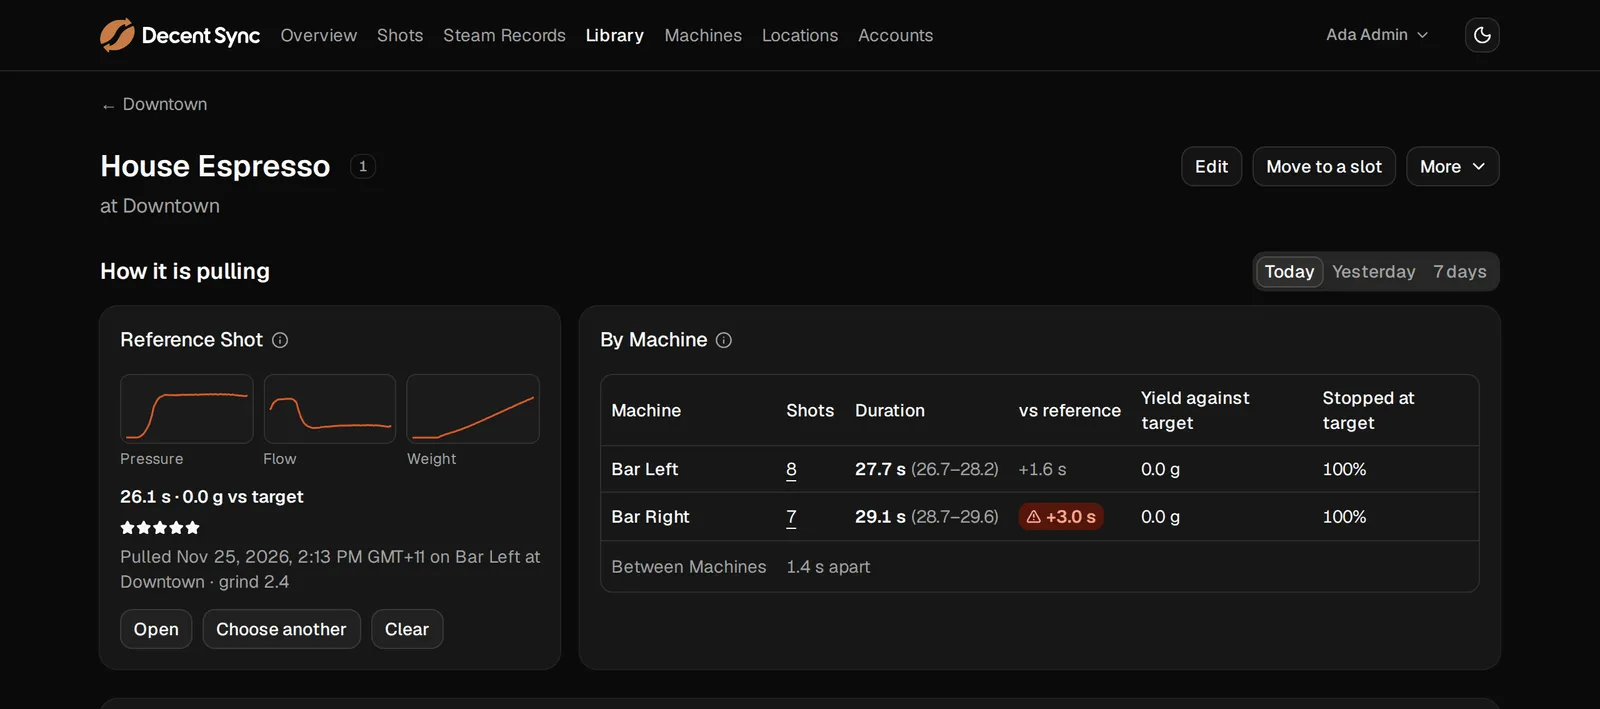 Decent Sync Overview Shots Steam Records Library Machines Locations Accounts Ada Admin
← Downtown
House Espresso 1
Edit Move to a slot More
at Downtown
How it is pulling
Today Yesterday 7 days
Reference Shot
Pressure Flow Weight
26.1 s · 0.0 g vs target
★★★★★
Pulled Nov 25, 2026, 2:13 PM GMT+11 on Bar Left at
Downtown · grind 2.4
Open Choose another Clear
By Machine
Machine Shots Duration vs reference Yield against target Stopped at target
Bar Left 8 27.7 s (26.7–28.2) +1.6 s 0.0 g 100%
Bar Right 7 29.1 s (28.7–29.6) +3.0 s 0.0 g 100%
Between Machines 1.4 s apart